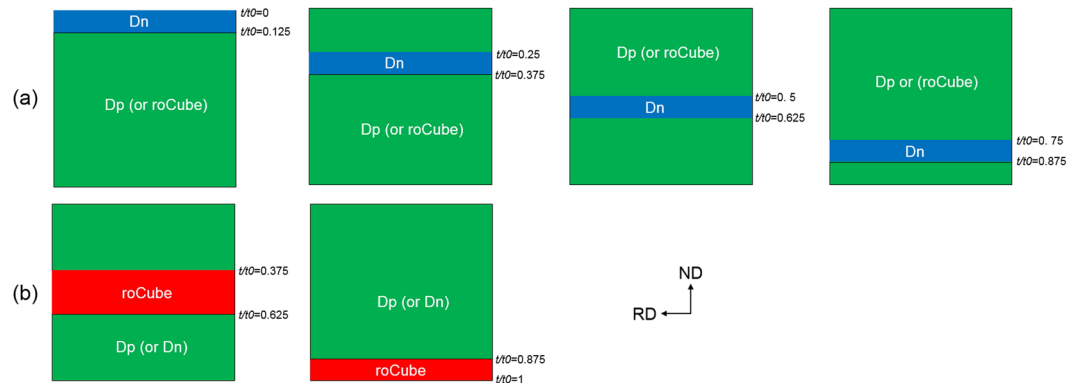 Dn
t/t0=0
t/t0=0.125
Dp (or roCube)
(a)
Dn
t/t0=0.25
t/t0=0.375
Dp (or roCube)
Dp (or roCube)
Dn
t/t0=0. 5
t/t0=0.625
Dp or (roCube)
Dn
t/t0=0. 75
t/t0=0.875
(b)
t/t0=0.375
roCube
t/t0=0.625
Dp (or Dn)
Dp (or Dn)
t/t0=0.875
roCube
t/t0=1
ND
RD